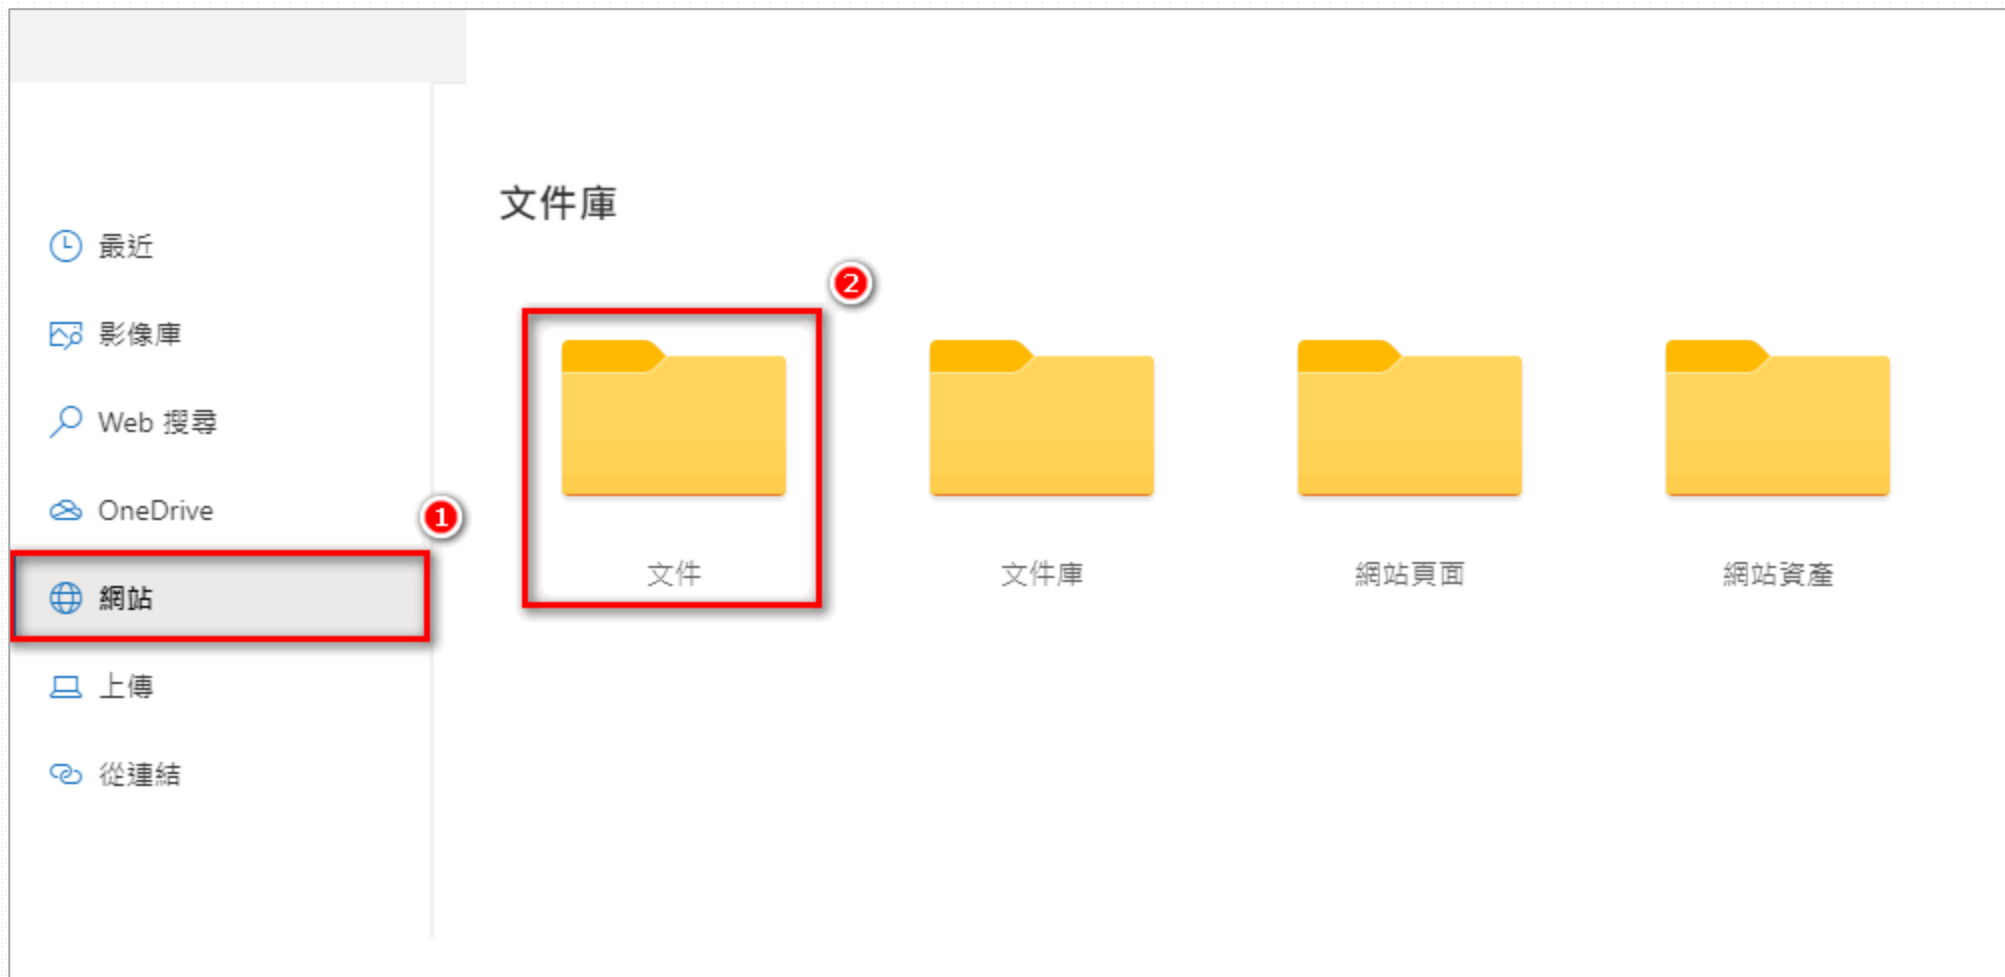 文件庫
最近
影像庫
Web 搜尋
OneDrive
1
網站
上傳
從連結
2
文件
文件庫
網站頁面
網站資產